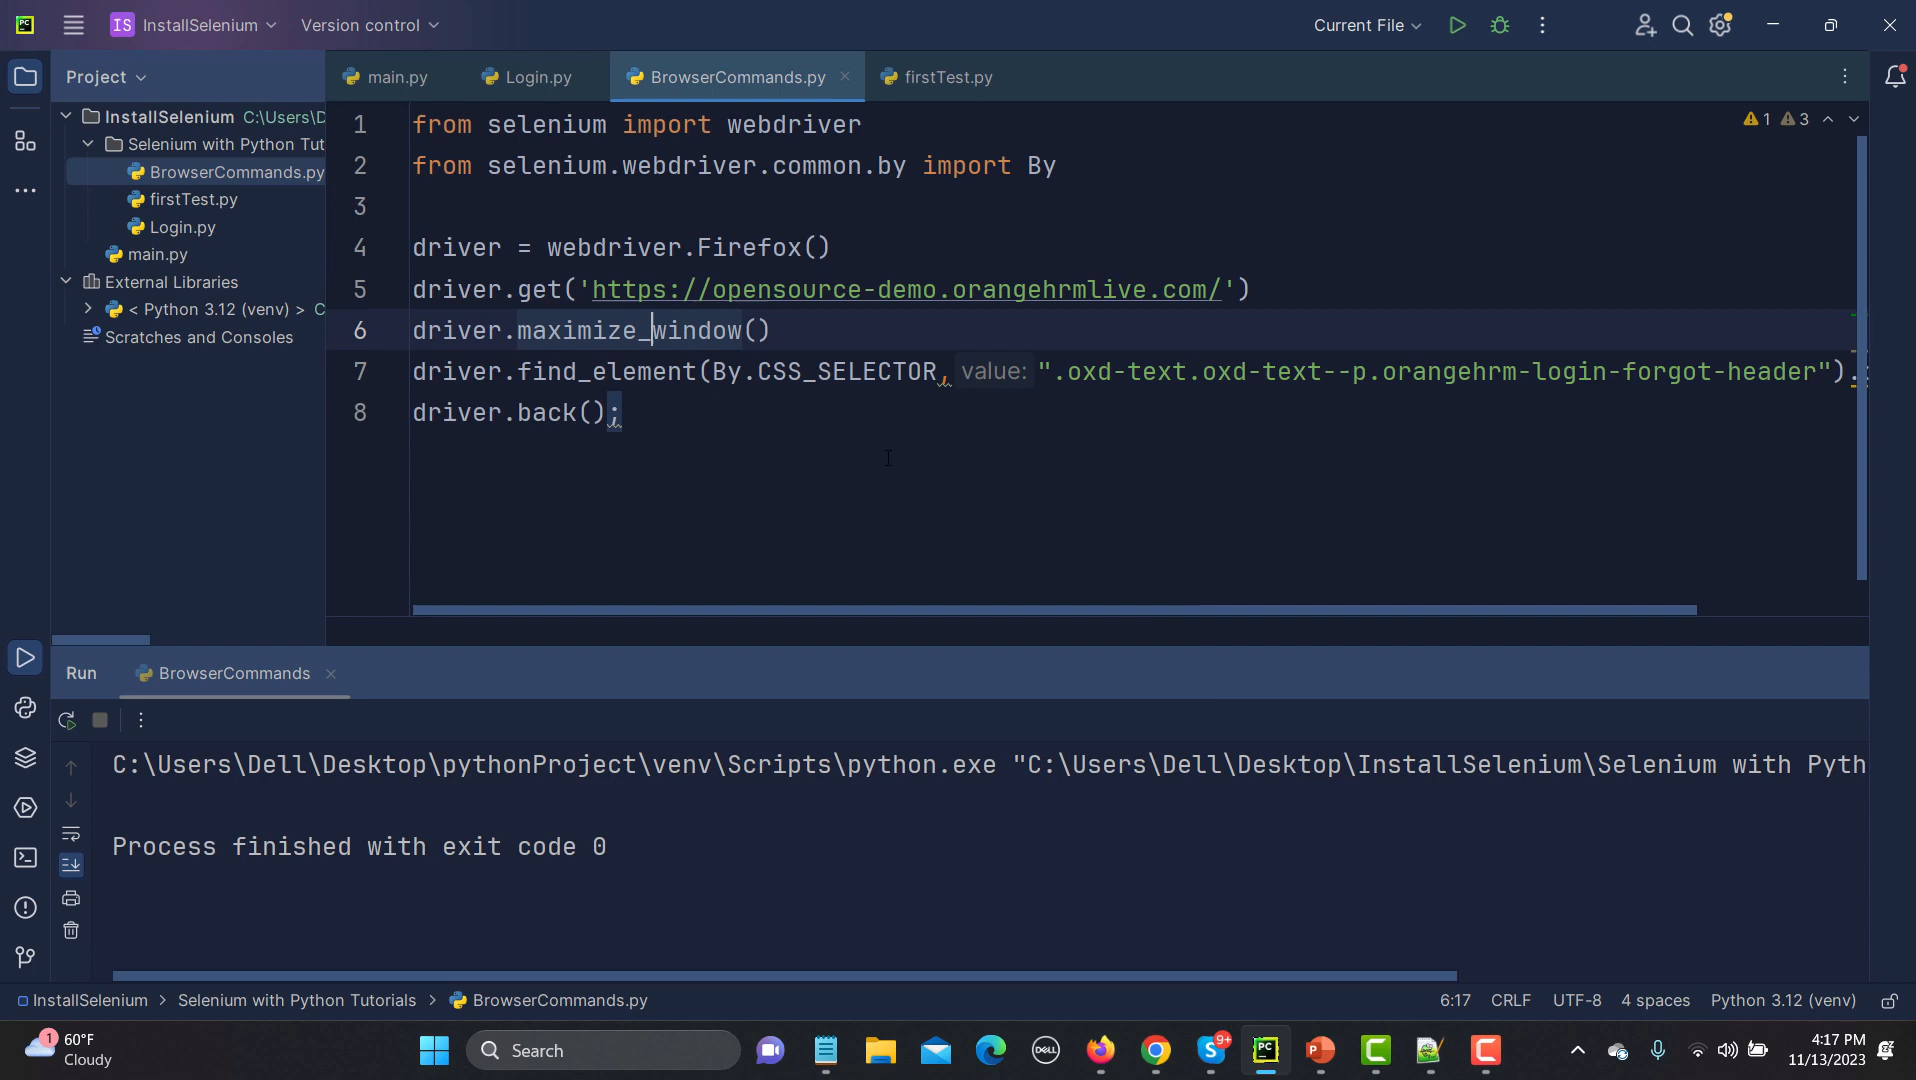 PC IS InstallSelenium Version control Current File
Project main.py Login.py BrowserCommands.py firstTest.py
InstallSelenium C:\Users\D
Selenium with Python Tut
BrowserCommands.py
firstTest.py
Login.py
main.py
External Libraries
< Python 3.12 (venv) > C
Scratches and Consoles
1 from selenium import webdriver
2 from selenium.webdriver.common.by import By
3
4 driver = webdriver.Firefox()
5 driver.get('https://opensource-demo.orangehrmlive.com/')
6 driver.maximize_window()
7 driver.find_element(By.CSS_SELECTOR, value: ".oxd-text.oxd-text--p.orangehrm-login-forgot-header").
8 driver.back();
1 3
Run BrowserCommands
C:\Users\Dell\Desktop\pythonProject\venv\Scripts\python.exe "C:\Users\Dell\Desktop\InstallSelenium\Selenium with Pyth
Process finished with exit code 0
InstallSelenium > Selenium with Python Tutorials > BrowserCommands.py 6:17 CRLF UTF-8 4 spaces Python 3.12 (venv)
1 60°F
Cloudy
Search
DELL
9+
PC
P
C
C
4:17 PM
11/13/2023